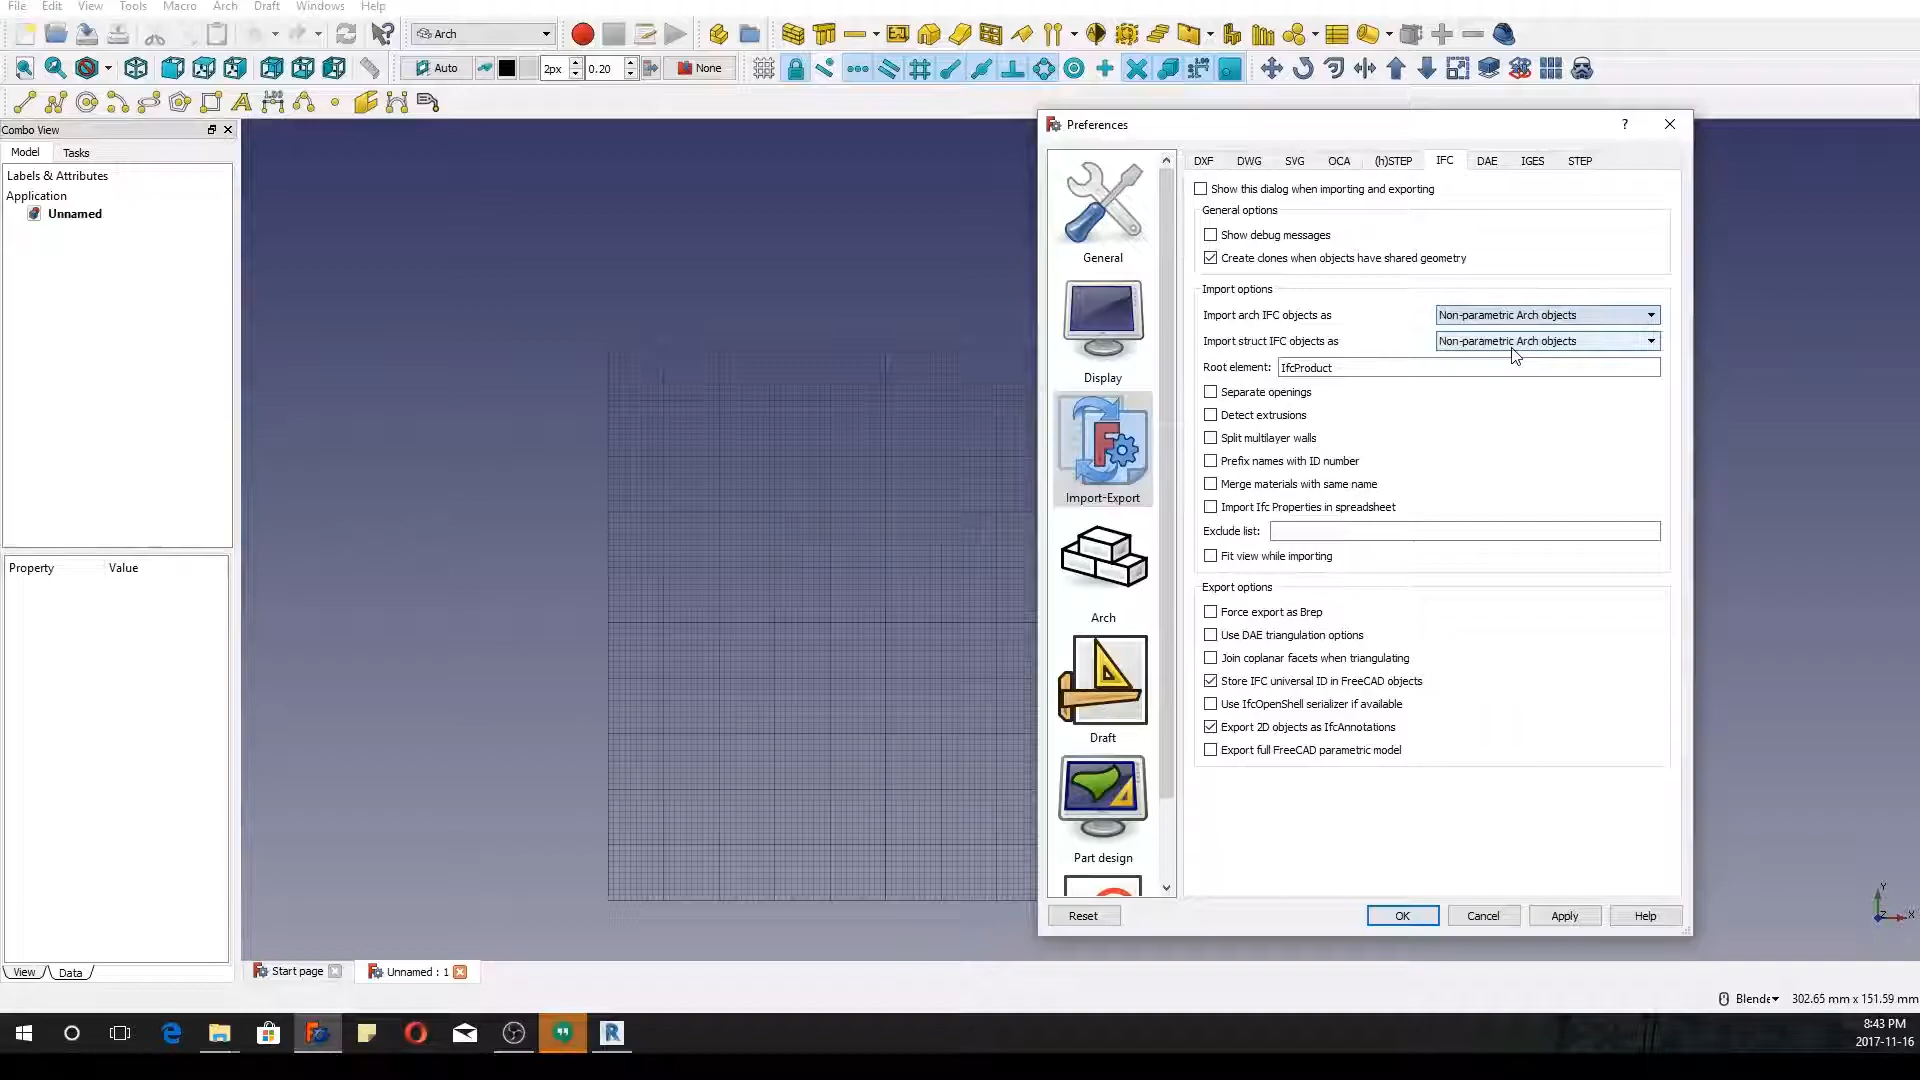 File Edit View Tools Macro Arch Draft Windows Help
Arch
Auto 2px 0.20 None
1.00
Combo View
Model Tasks
Labels & Attributes
Application
Unnamed
Property Value
View Data
Preferences ?
General
Display
Import-Export
Arch
Draft
Part design
DXF DWG SVG OCA (h)STEP IFC DAE IGES STEP
Show this dialog when importing and exporting
General options
Show debug messages
Create clones when objects have shared geometry
Import options
Import arch IFC objects as Non-parametric Arch objects
Import struct IFC objects as Non-parametric Arch objects
Root element: IfcProduct
Separate openings
Detect extrusions
Split multilayer walls
Prefix names with ID number
Merge materials with same name
Import Ifc Properties in spreadsheet
Exclude list:
Fit view while importing
Export options
Force export as Brep
Use DAE triangulation options
Join coplanar facets when triangulating
Store IFC universal ID in FreeCAD objects
Use IfcOpenShell serializer if available
Export 2D objects as IfcAnnotations
Export full FreeCAD parametric model
Reset OK Cancel Apply Help
Y
Z X
Start page Unnamed : 1
Blende 302.65 mm x 151.59 mm
8:43 PM
2017-11-16